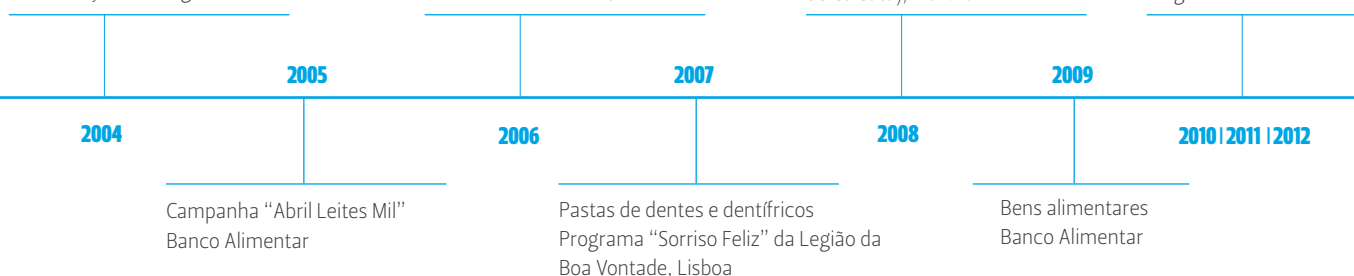 2005
2007
2009
2004
2006
2008
2010 | 2011 | 2012
Campanha “Abril Leites Mil”
Banco Alimentar
Pastas de dentes e dentífricos
Programa “Sorriso Feliz” da Legião da
Boa Vontade, Lisboa
Bens alimentares
Banco Alimentar